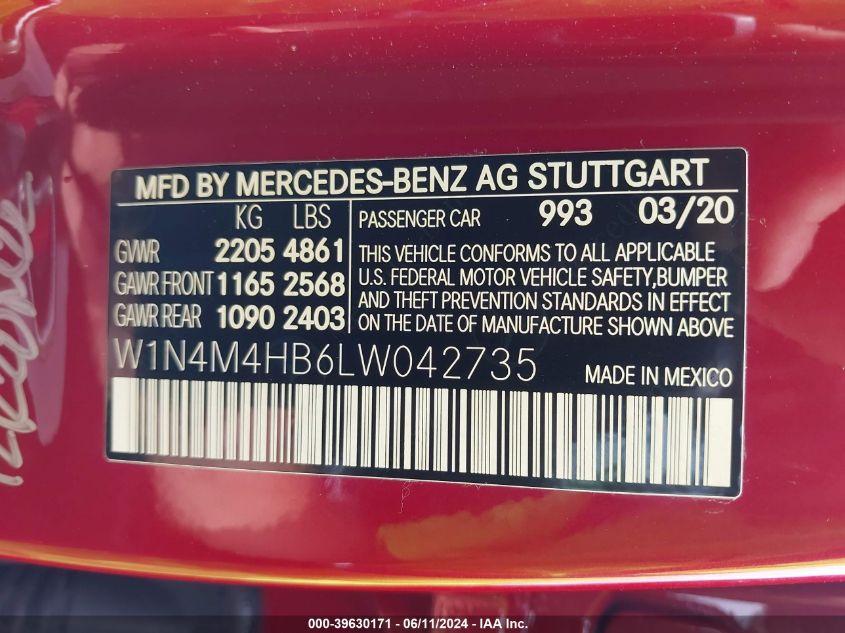 MFD BY MERCEDES-BENZ AG STUTTGART
KG LBS
GVWR 2205 4861
GAWR FRONT 1165 2568
GAWR REAR 1090 2403
PASSENGER CAR 993 03/20
THIS VEHICLE CONFORMS TO ALL APPLICABLE
U.S. FEDERAL MOTOR VEHICLE SAFETY,BUMPER
AND THEFT PREVENTION STANDARDS IN EFFECT
ON THE DATE OF MANUFACTURE SHOWN ABOVE
W1N4M4HB6LW042735
MADE IN MEXICO
000-39630171 - 06/11/2024 - IAA Inc.